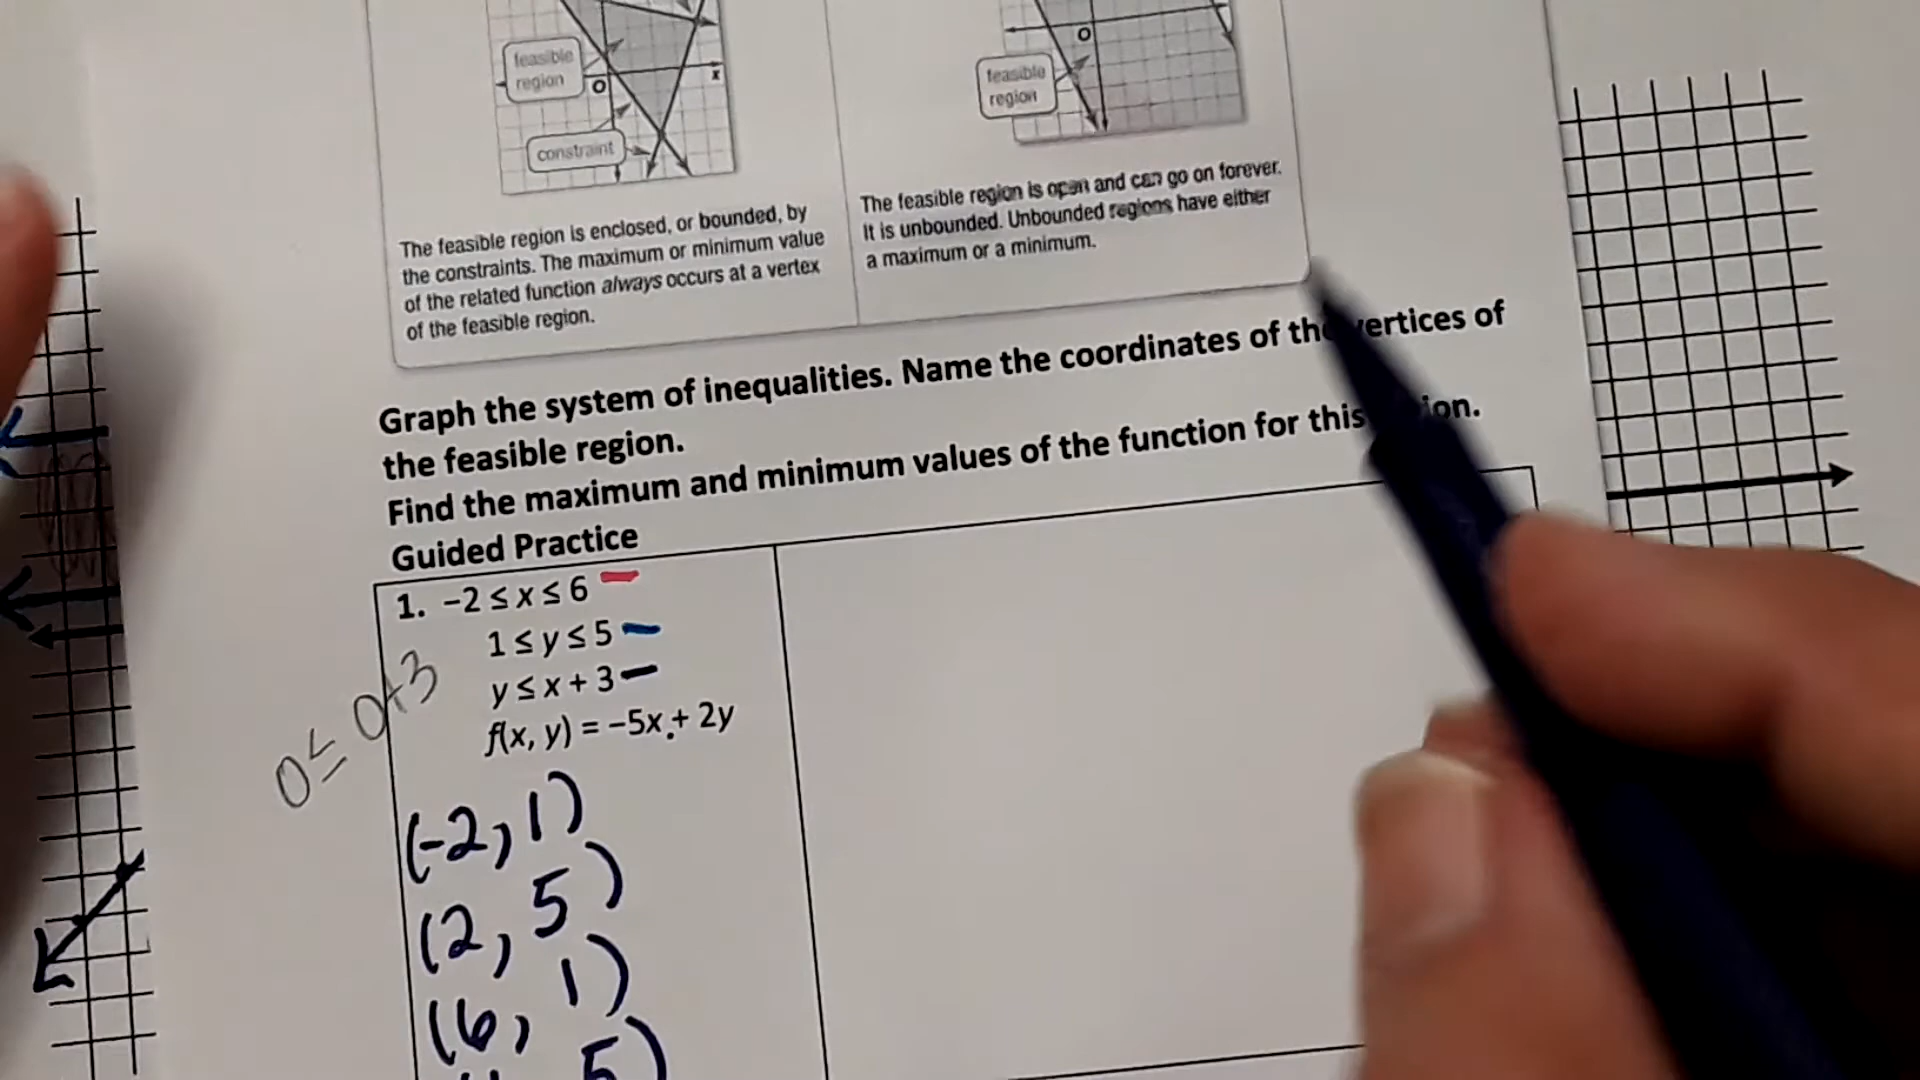 feasible
region
O
x
constraint
O
feasible
region
The feasible region is enclosed, or bounded, by
the constraints. The maximum or minimum value
of the related function always occurs at a vertex
of the feasible region.
The feasible region is open and can go on forever.
It is unbounded. Unbounded regions have either
a maximum or a minimum.
Graph the system of inequalities. Name the coordinates of the vertices of
the feasible region.
Find the maximum and minimum values of the function for this
Guided Practice
1. −2 ≤ x ≤ 6
1 ≤ y ≤ 5
y ≤ x + 3
f(x, y) = −5x + 2y
0 ≤ 0+3
(-2, 1)
(2, 5)
(6, 1)
5)